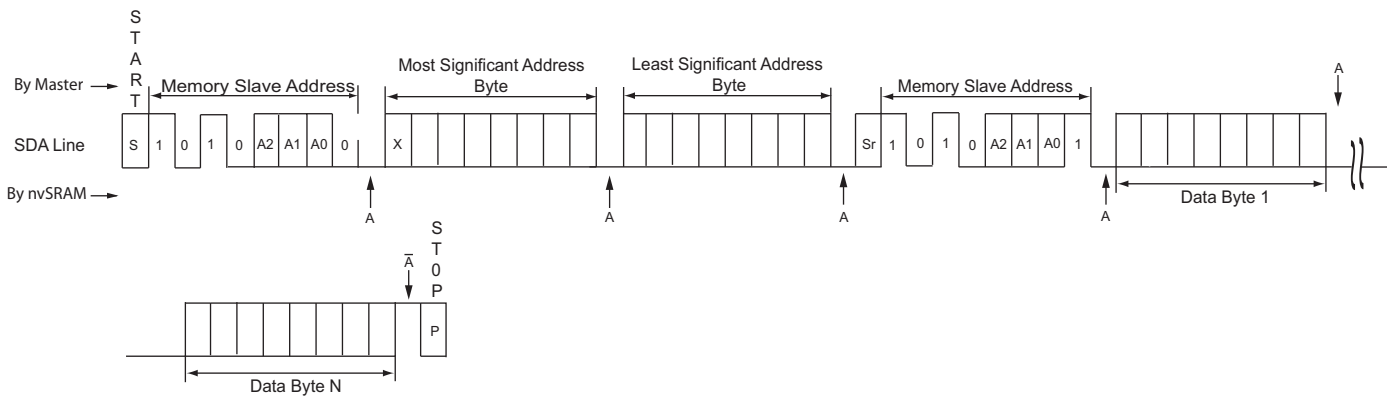 START
By Master
Memory Slave Address
Most Significant Address
Byte
Least Significant Address
Byte
Memory Slave Address
A
SDA Line
S 1 0 1 0 A2 A1 A0 0 X Sr 1 0 1 0 A2 A1 A0 1
By nvSRAM
A A A A
Data Byte 1
ST0P
A̅
P
Data Byte N